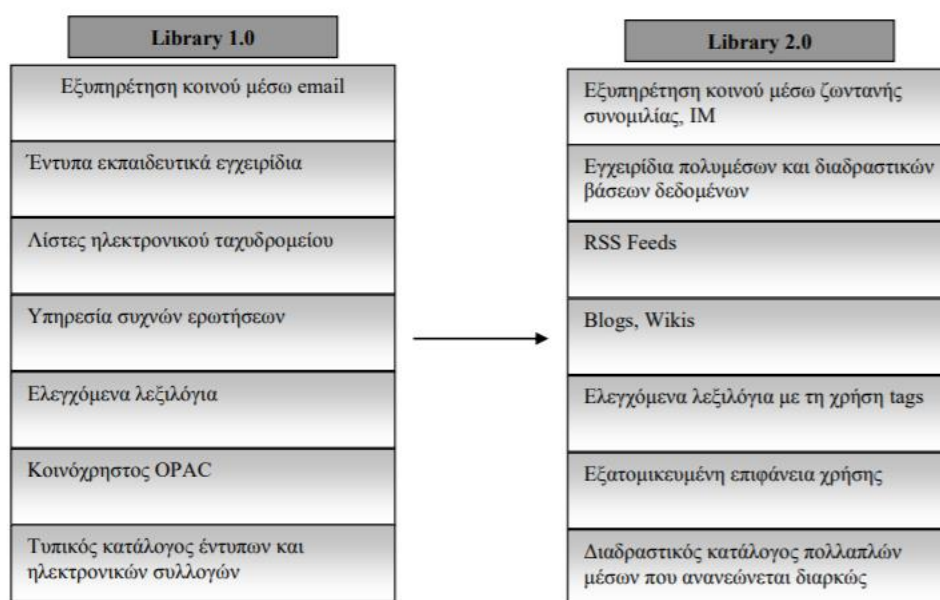 Library 1.0
Εξυπηρέτηση κοινού μέσω email
Έντυπα εκπαιδευτικά εγχειρίδια
Λίστες ηλεκτρονικού ταχυδρομείου
Υπηρεσία συχνών ερωτήσεων
Ελεγχόμενα λεξιλόγια
Κοινόχρηστος OPAC
Τυπικός κατάλογος έντυπων και
ηλεκτρονικών συλλογών
Library 2.0
Εξυπηρέτηση κοινού μέσω ζωντανής
συνομιλίας, IM
Εγχειρίδια πολυμέσων και διαδραστικών
βάσεων δεδομένων
RSS Feeds
Blogs, Wikis
Ελεγχόμενα λεξιλόγια με τη χρήση tags
Εξατομικευμένη επιφάνεια χρήσης
Διαδραστικός κατάλογος πολλαπλών
μέσων που ανανεώνεται διαρκώς